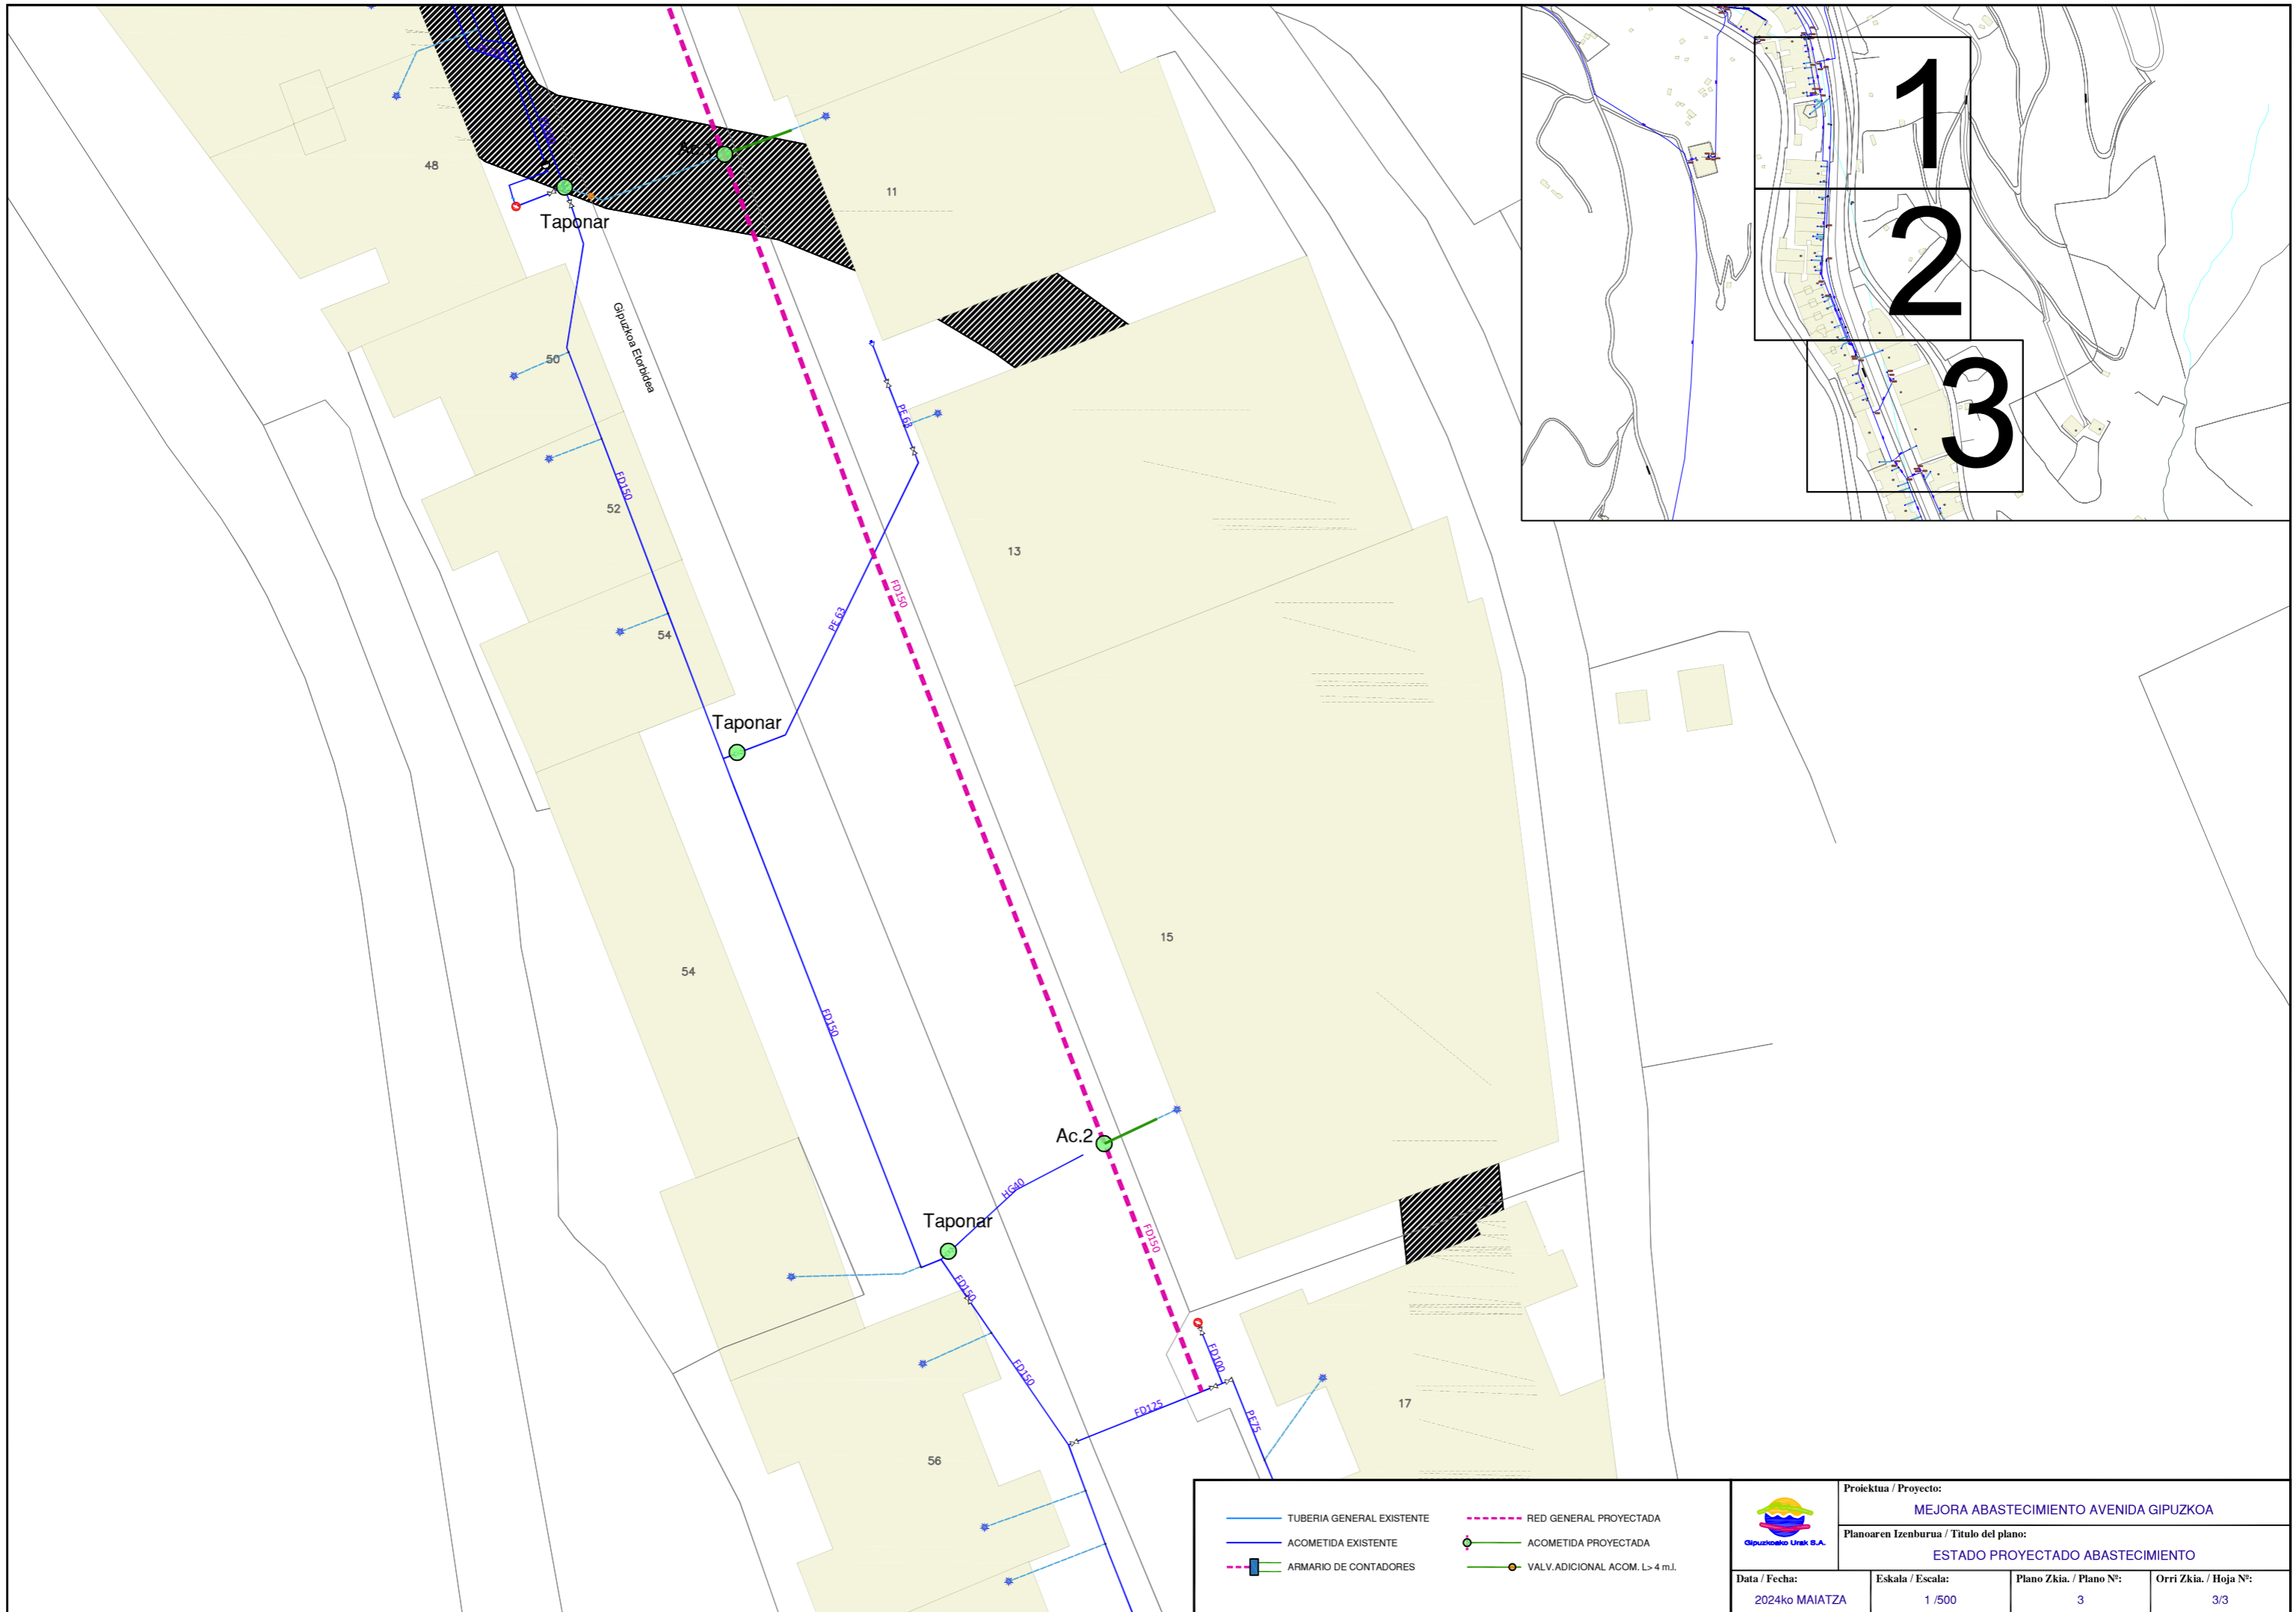 48
Ac.1
11
Taponar
1
2
3
Gipuzkoa Etorbidea
50
PE 63
FD150
52
13
FD150
PE 63
54
Taponar
15
54
FD150
Ac.2
HG40
Taponar
FD150
FD150
FD150
FD100
FD125
PE75
17
56
TUBERIA GENERAL EXISTENTE
RED GENERAL PROYECTADA
ACOMETIDA EXISTENTE
ACOMETIDA PROYECTADA
ARMARIO DE CONTADORES
VALV.ADICIONAL ACOM. L> 4 m.l.
Gipuzkoako Urak S.A.
Proiektua / Proyecto:
MEJORA ABASTECIMIENTO AVENIDA GIPUZKOA
Planoaren Izenburua / Titulo del plano:
ESTADO PROYECTADO ABASTECIMIENTO
Data / Fecha:
2024ko MAIATZA
Eskala / Escala:
1 /500
Plano Zkia. / Plano Nº:
3
Orri Zkia. / Hoja Nº:
3/3